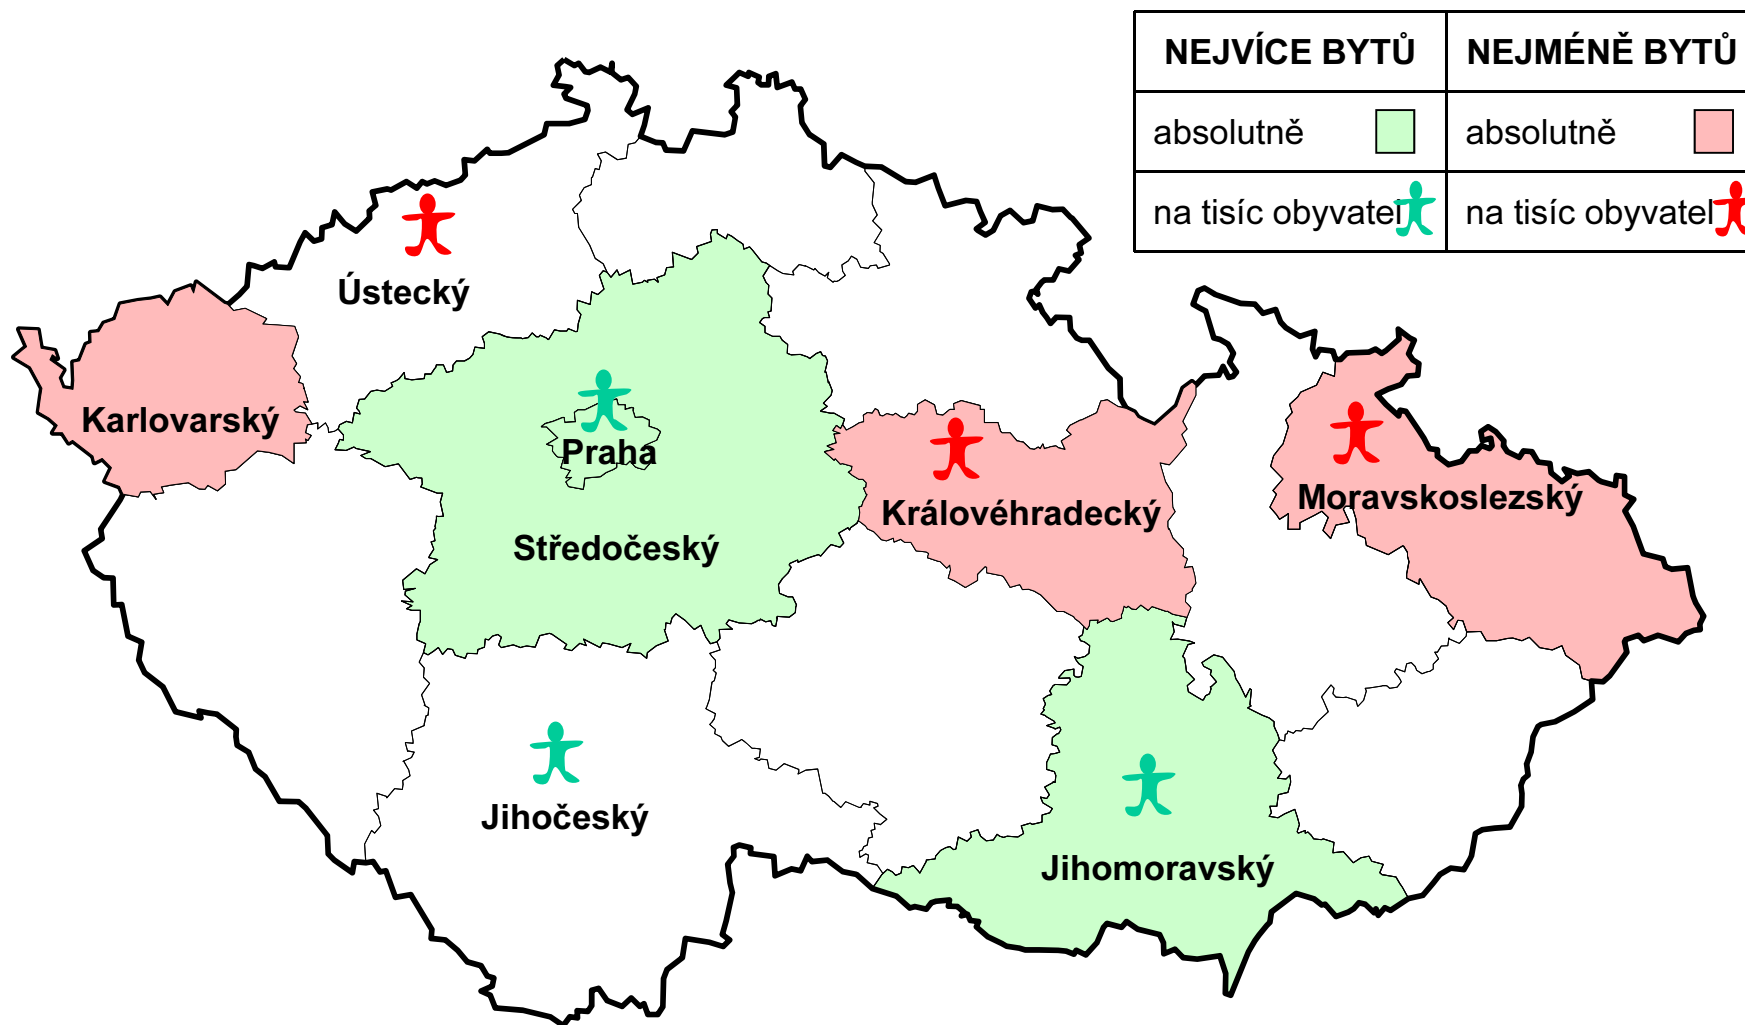 NEJVÍCE BYTŮ
NEJMÉNĚ BYTŮ
absolutně
absolutně
na tisíc obyvatel
na tisíc obyvatel
Ústecký
Karlovarský
Praha
Královéhradecký
Moravskoslezský
Středočeský
Jihočeský
Jihomoravský